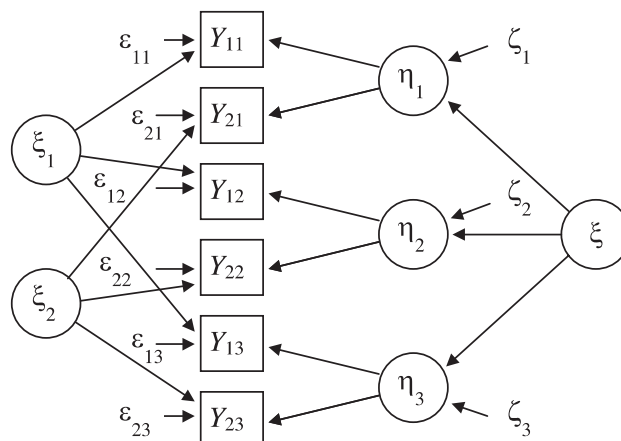 ε₁₁ Y₁₁ ζ₁
η₁
ε₂₁ Y₂₁
ξ₁
ε₁₂ Y₁₂ ζ₂
η₂ ξ
ε₂₂ Y₂₂
ξ₂
ε₁₃ Y₁₃
η₃
ε₂₃ Y₂₃ ζ₃